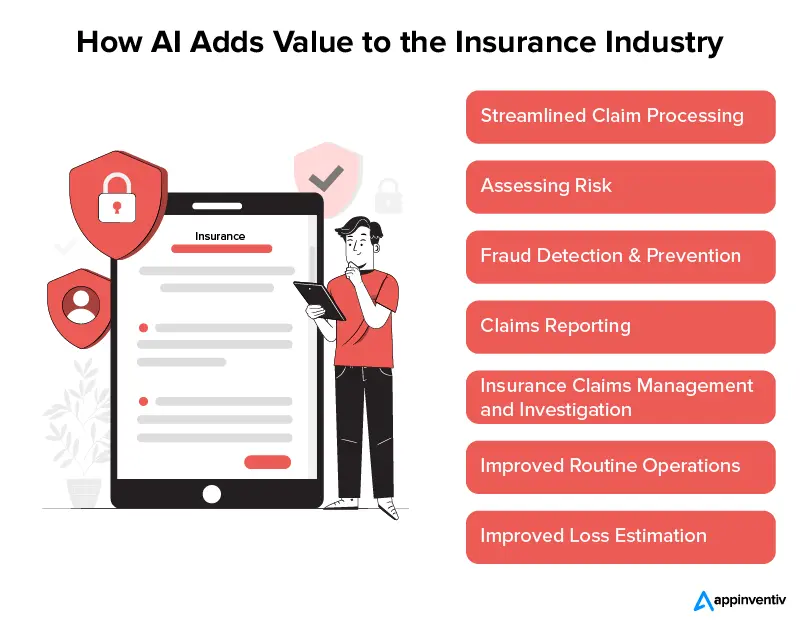 How AI Adds Value to the Insurance Industry
Insurance
Streamlined Claim Processing
Assessing Risk
Fraud Detection & Prevention
Claims Reporting
Insurance Claims Management
and Investigation
Improved Routine Operations
Improved Loss Estimation
appinventiv